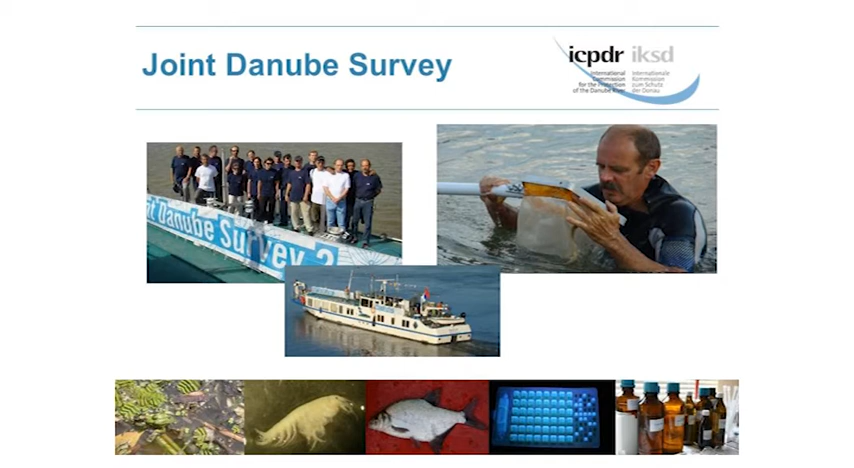 Joint Danube Survey
icpdr iksd
International
Commission
for the Protection
of the Danube River
Internationale
Kommission
zum Schutz
der Donau
Danube Survey 2